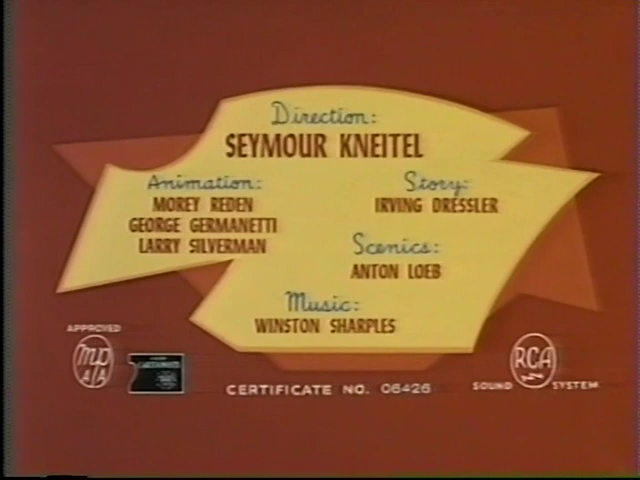 Direction:
SEYMOUR KNEITEL
Animation:
MOREY REDEN
GEORGE GERMANETTI
LARRY SILVERMAN
Story:
IRVING DRESSLER
Scenics:
ANTON LOEB
Music:
WINSTON SHARPLES
APPROVED
MPAA
CERTIFICATE NO. 06426
RCA
SOUND SYSTEM